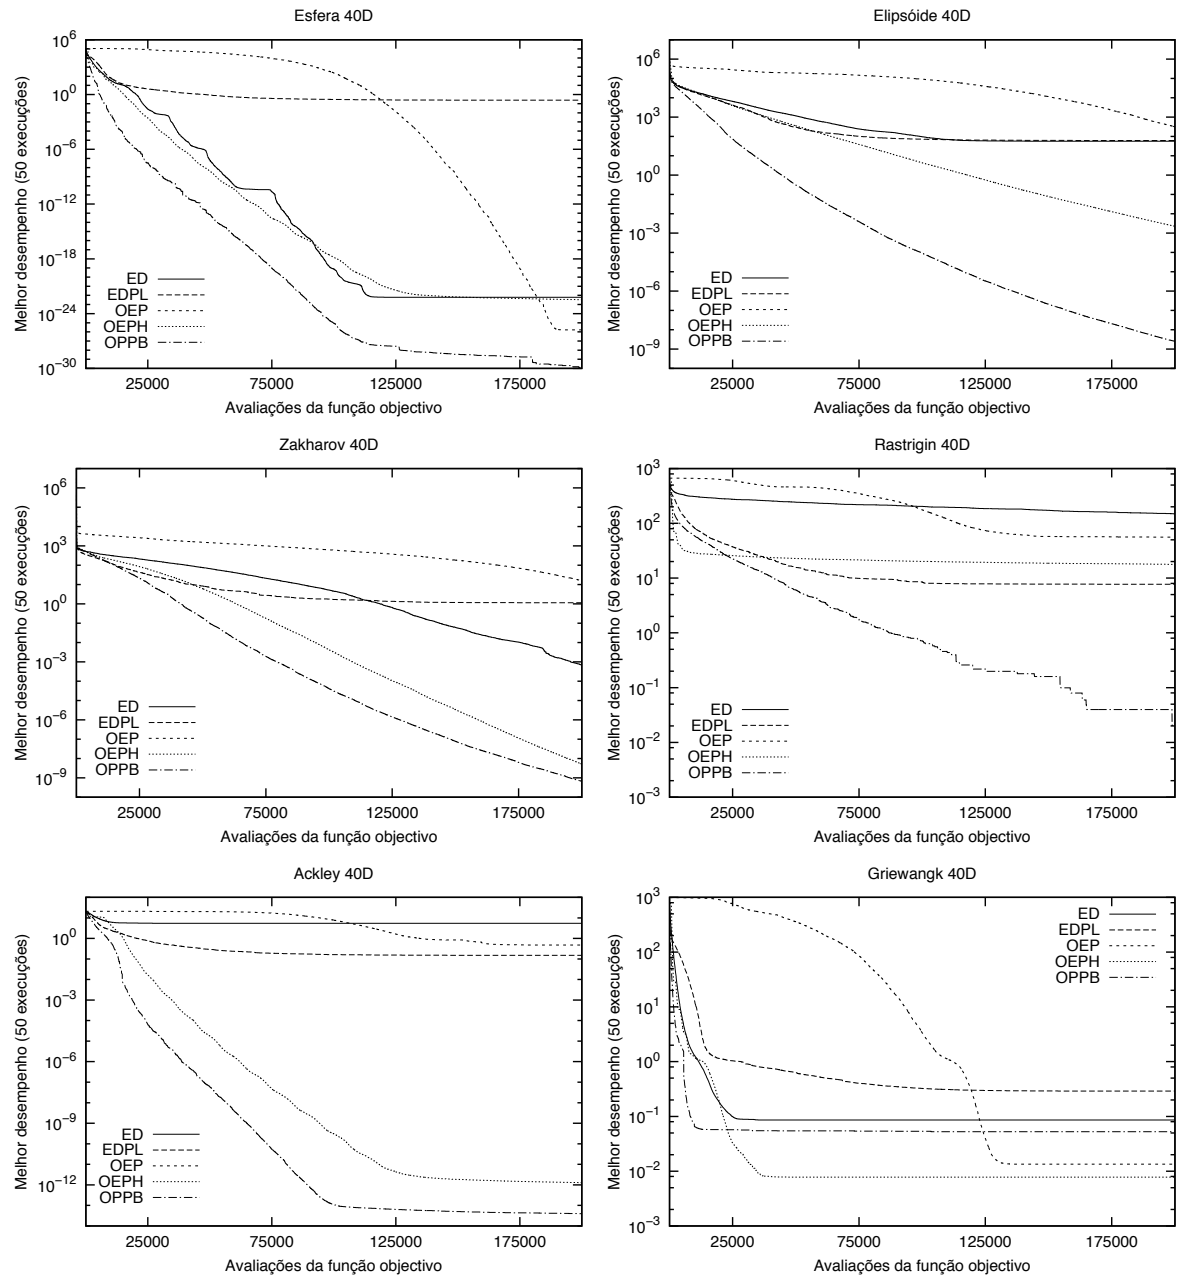 Esfera 40D
Melhor desempenho (50 execuções)
10^6
10^0
10^−6
10^−12
10^−18
10^−24
10^−30
ED
EDPL
OEP
OEPH
OPPB
25000 75000 125000 175000
Avaliações da função objectivo
Elipsóide 40D
Melhor desempenho (50 execuções)
10^6
10^3
10^0
10^−3
10^−6
10^−9
ED
EDPL
OEP
OEPH
OPPB
25000 75000 125000 175000
Avaliações da função objectivo
Zakharov 40D
Melhor desempenho (50 execuções)
10^6
10^3
10^0
10^−3
10^−6
10^−9
ED
EDPL
OEP
OEPH
OPPB
25000 75000 125000 175000
Avaliações da função objectivo
Rastrigin 40D
Melhor desempenho (50 execuções)
10^3
10^2
10^1
10^0
10^−1
10^−2
10^−3
ED
EDPL
OEP
OEPH
OPPB
25000 75000 125000 175000
Avaliações da função objectivo
Ackley 40D
Melhor desempenho (50 execuções)
10^0
10^−3
10^−6
10^−9
10^−12
ED
EDPL
OEP
OEPH
OPPB
25000 75000 125000 175000
Avaliações da função objectivo
Griewangk 40D
Melhor desempenho (50 execuções)
10^3
10^2
10^1
10^0
10^−1
10^−2
10^−3
ED
EDPL
OEP
OEPH
OPPB
25000 75000 125000 175000
Avaliações da função objectivo